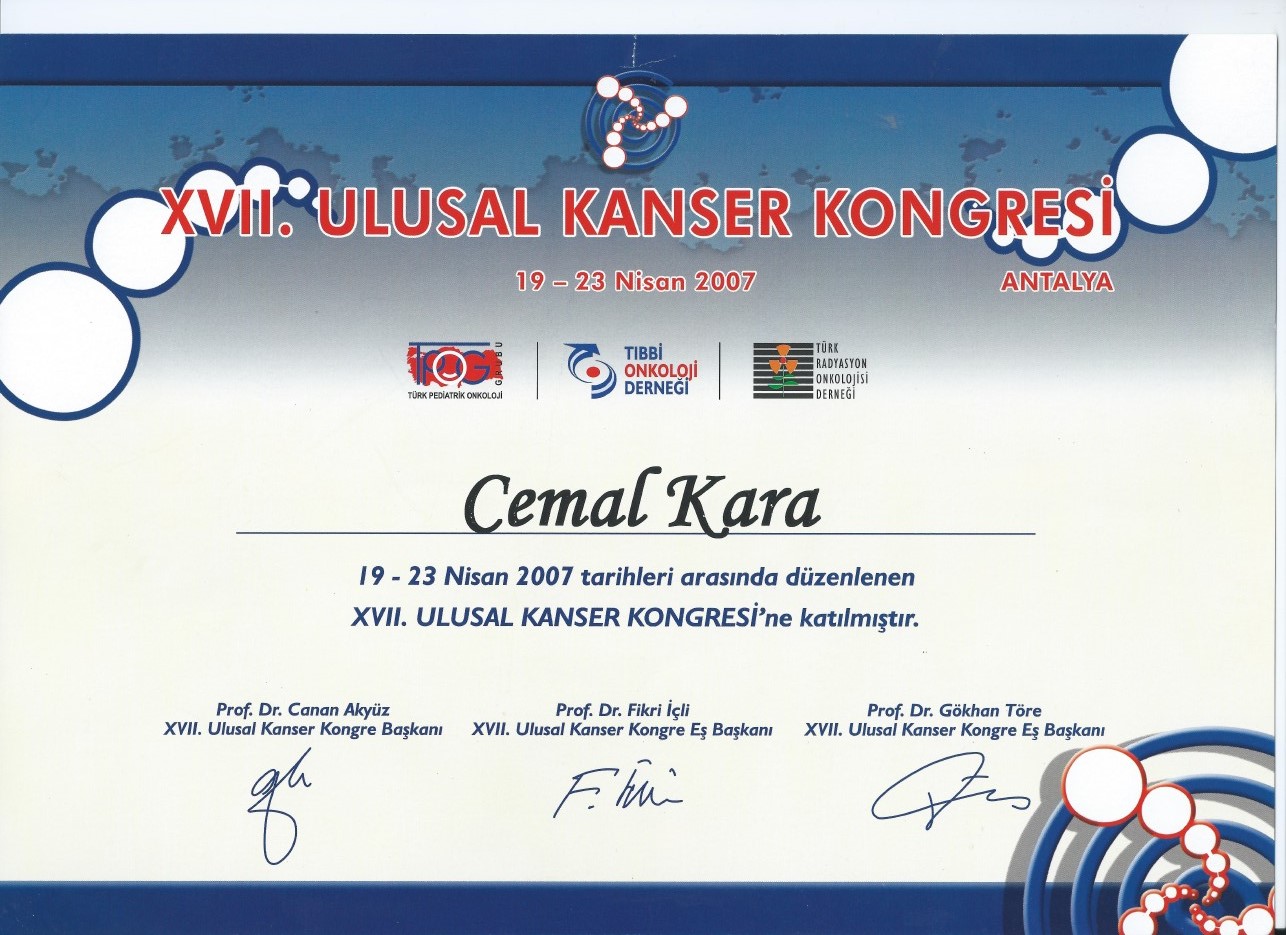 XVII. ULUSAL KANSER KONGRESİ
19 – 23 Nisan 2007
ANTALYA
TPOG
GRUBU
TÜRK PEDİATRİK ONKOLOJİ
TIBBİ
ONKOLOJİ
DERNEĞİ
TÜRK
RADYASYON
ONKOLOJİSİ
DERNEĞİ
Cemal Kara
19 - 23 Nisan 2007 tarihleri arasında düzenlenen
XVII. ULUSAL KANSER KONGRESİ'ne katılmıştır.
Prof. Dr. Canan Akyüz
XVII. Ulusal Kanser Kongre Başkanı
Prof. Dr. Fikri İçli
XVII. Ulusal Kanser Kongre Eş Başkanı
Prof. Dr. Gökhan Töre
XVII. Ulusal Kanser Kongre Eş Başkanı